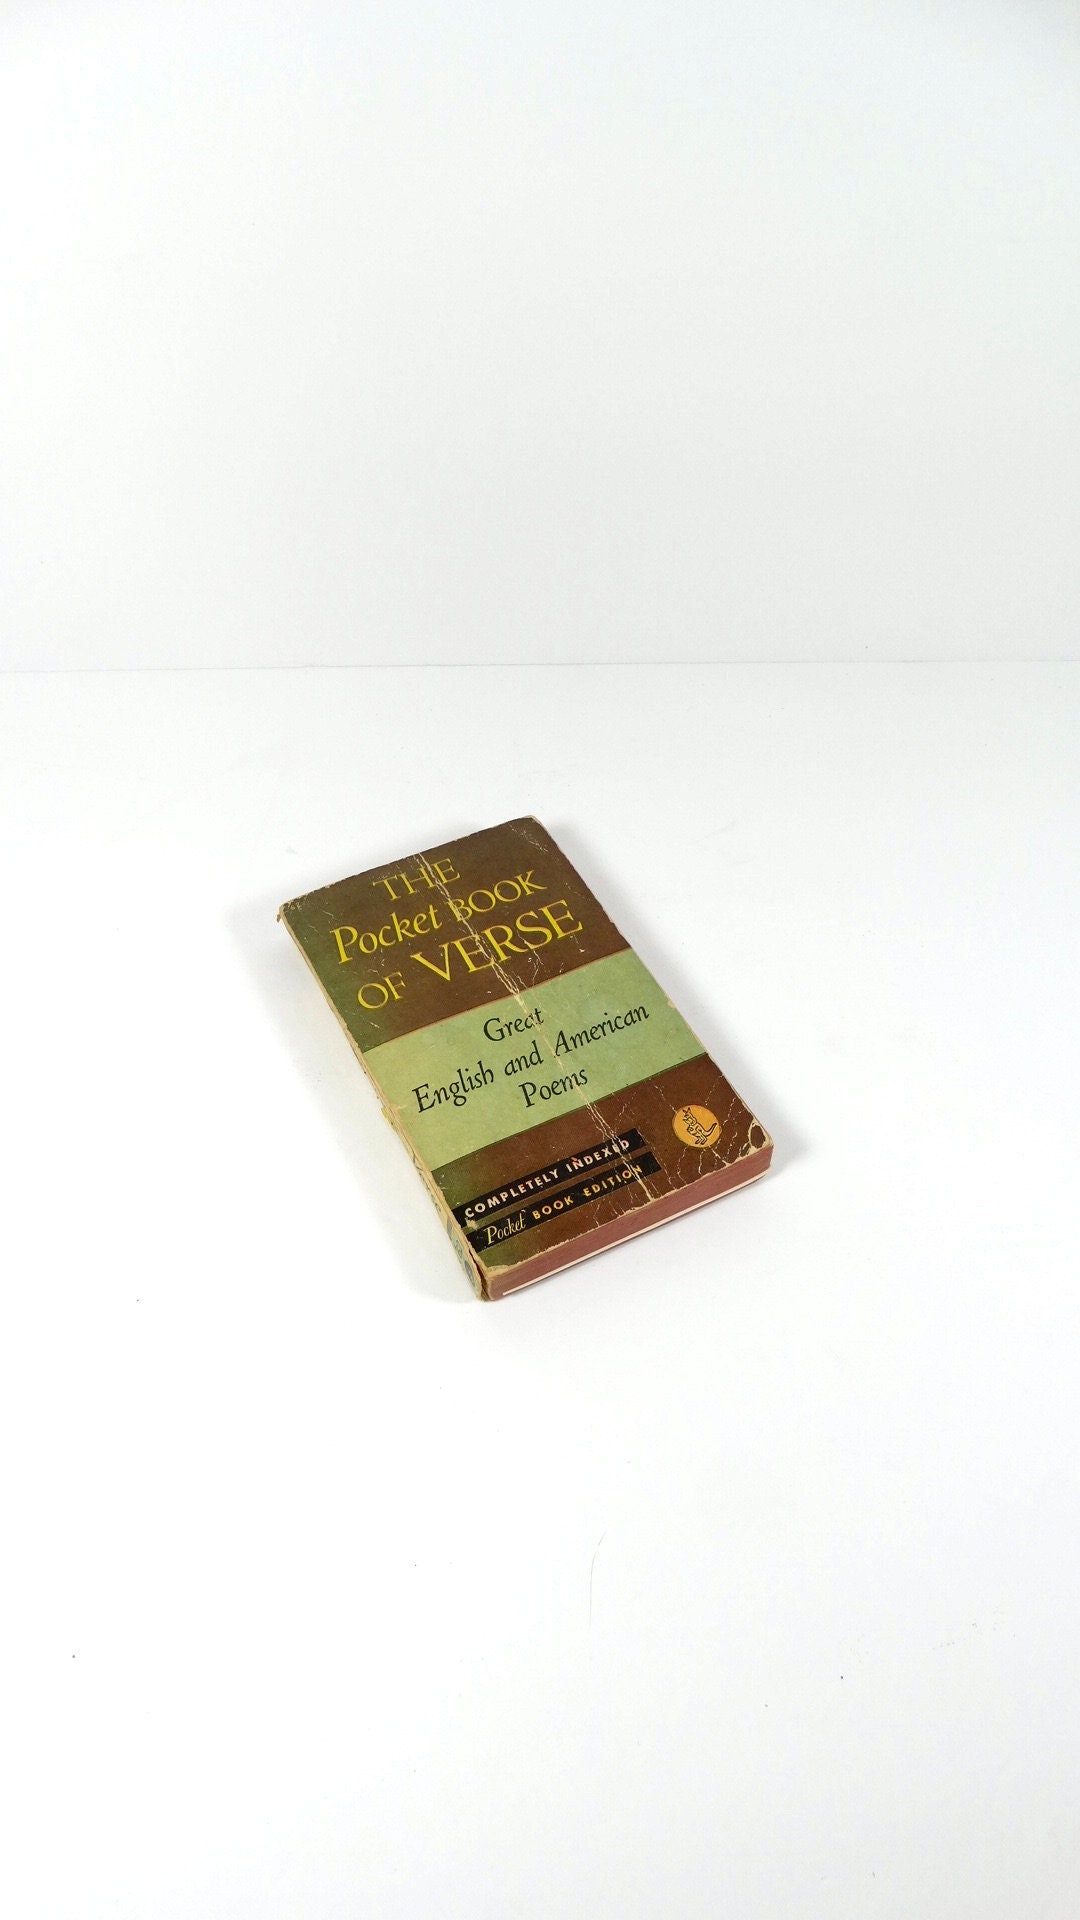 THE
Pocket BOOK
OF VERSE
Great
English and American
Poems
COMPLETELY INDEXED
Pocket BOOK EDITION